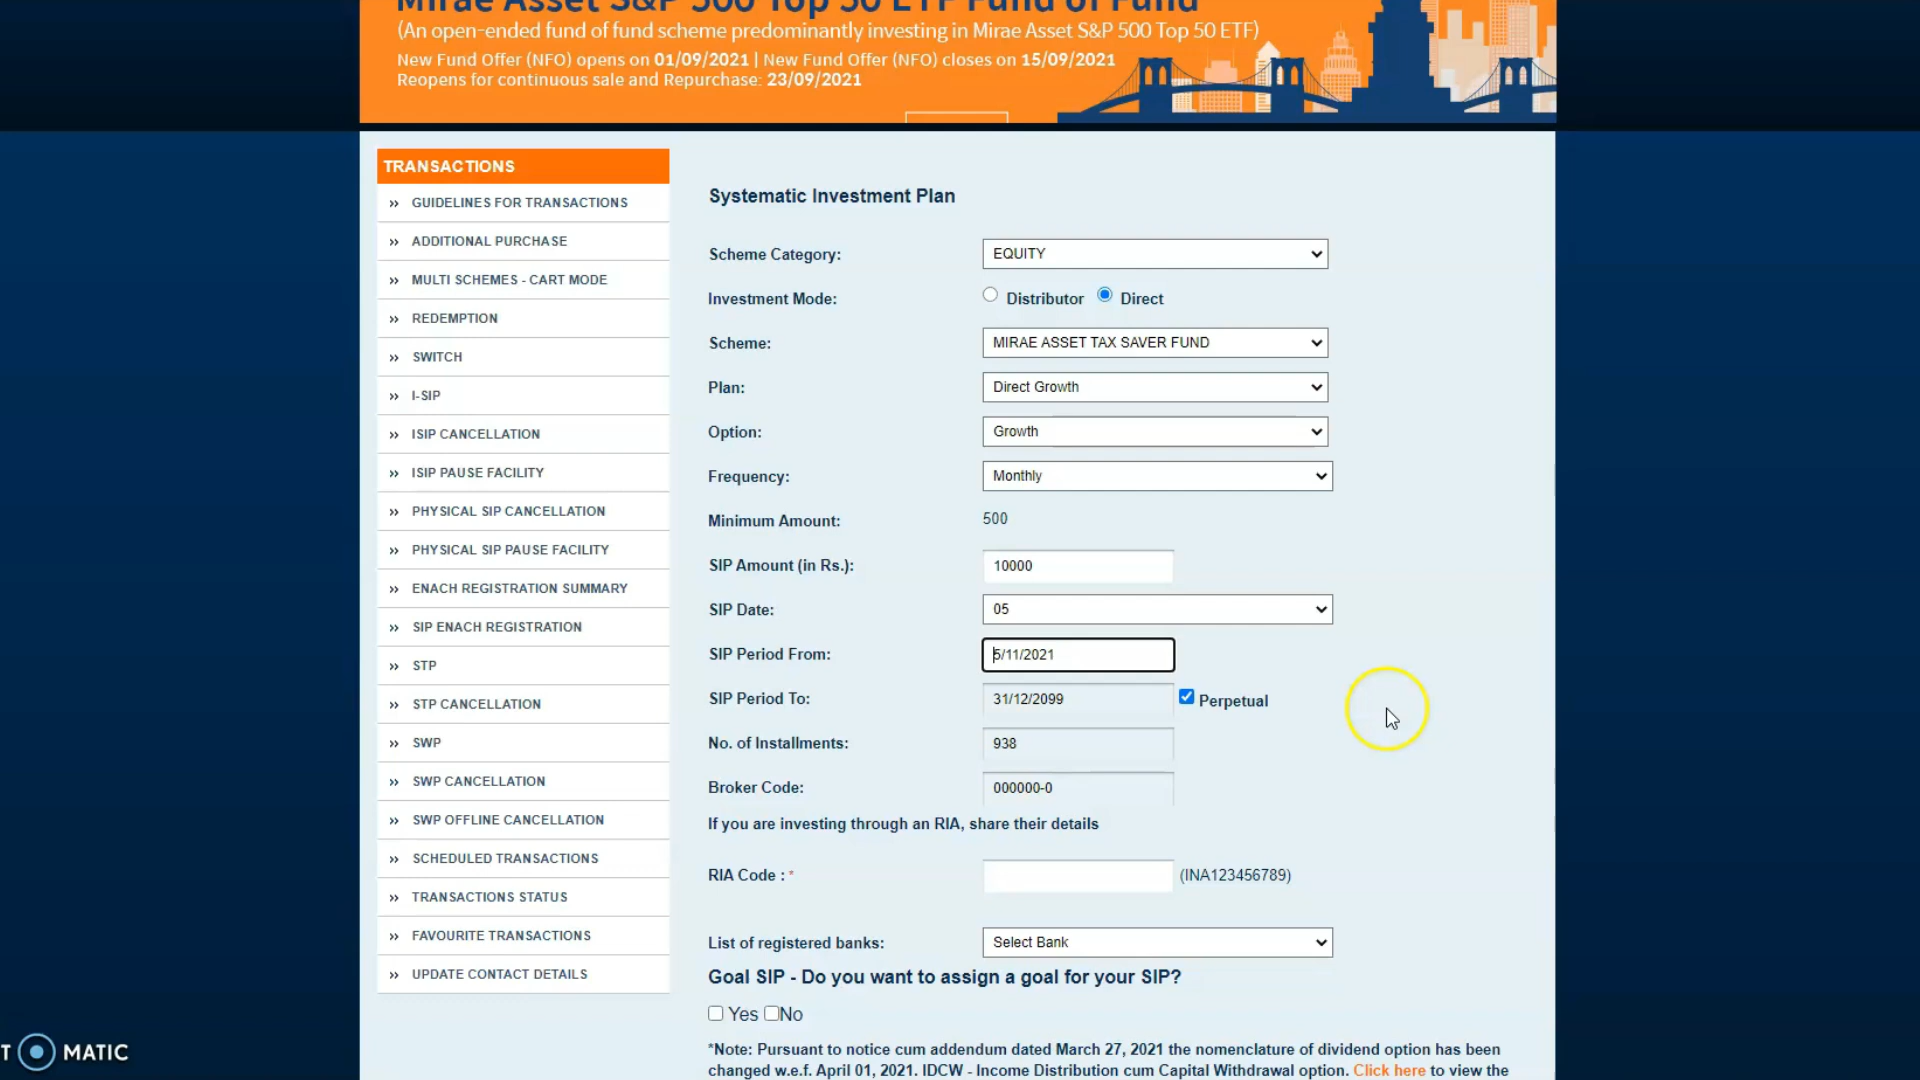 Mirae Asset S&P 500 Top 50 ETF Fund of Fund
(An open-ended fund of fund scheme predominantly investing in Mirae Asset S&P 500 Top 50 ETF)
New Fund Offer (NFO) opens on 01/09/2021 | New Fund Offer (NFO) closes on 15/09/2021
Reopens for continuous sale and Repurchase: 23/09/2021
TRANSACTIONS
›› GUIDELINES FOR TRANSACTIONS
›› ADDITIONAL PURCHASE
›› MULTI SCHEMES - CART MODE
›› REDEMPTION
›› SWITCH
›› I-SIP
›› ISIP CANCELLATION
›› ISIP PAUSE FACILITY
›› PHYSICAL SIP CANCELLATION
›› PHYSICAL SIP PAUSE FACILITY
›› ENACH REGISTRATION SUMMARY
›› SIP ENACH REGISTRATION
›› STP
›› STP CANCELLATION
›› SWP
›› SWP CANCELLATION
›› SWP OFFLINE CANCELLATION
›› SCHEDULED TRANSACTIONS
›› TRANSACTIONS STATUS
›› FAVOURITE TRANSACTIONS
›› UPDATE CONTACT DETAILS
Systematic Investment Plan
Scheme Category: EQUITY
Investment Mode: Distributor Direct
Scheme: MIRAE ASSET TAX SAVER FUND
Plan: Direct Growth
Option: Growth
Frequency: Monthly
Minimum Amount: 500
SIP Amount (in Rs.): 10000
SIP Date: 05
SIP Period From: 5/11/2021
SIP Period To: 31/12/2099 Perpetual
No. of Installments: 938
Broker Code: 000000-0
If you are investing through an RIA, share their details
RIA Code : * (INA123456789)
List of registered banks: Select Bank
Goal SIP - Do you want to assign a goal for your SIP?
Yes No
*Note: Pursuant to notice cum addendum dated March 27, 2021 the nomenclature of dividend option has been
changed w.e.f. April 01, 2021. IDCW - Income Distribution cum Capital Withdrawal option. Click here to view the
T MATIC